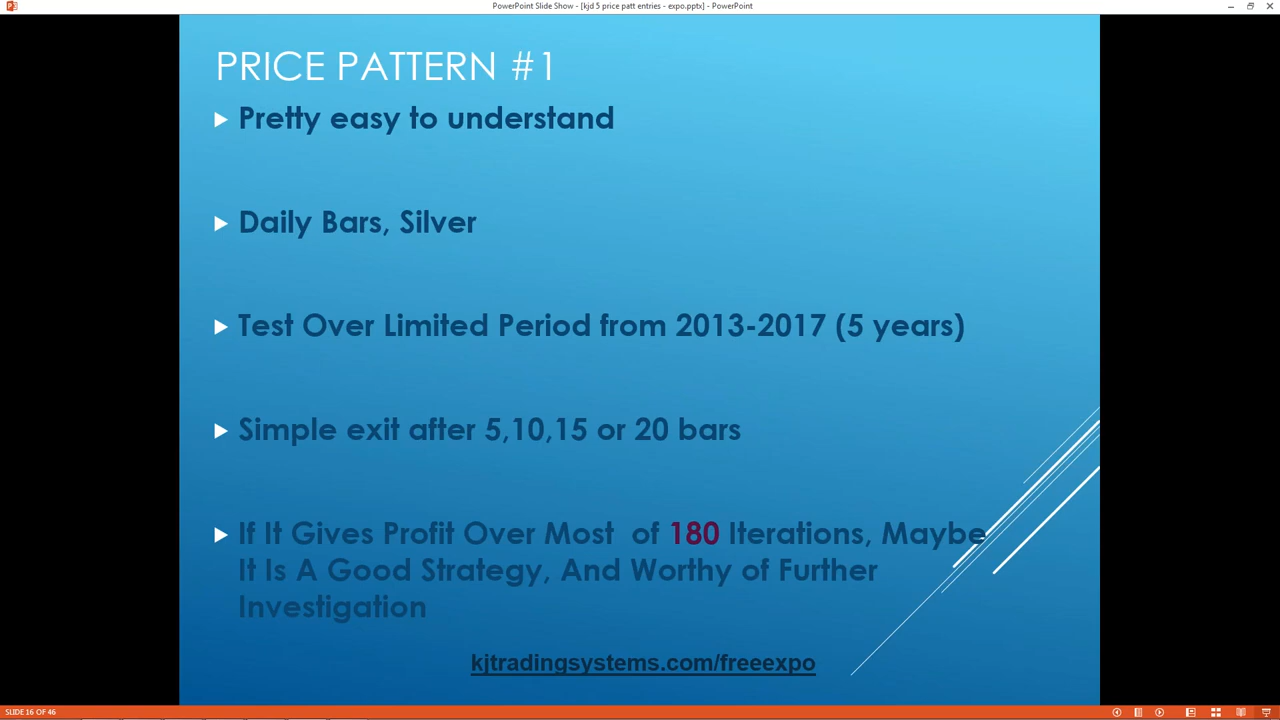 PowerPoint Slide Show - [kjd 5 price patt entries - expo.pptx] - PowerPoint
PRICE PATTERN #1
Pretty easy to understand
Daily Bars, Silver
Test Over Limited Period from 2013-2017 (5 years)
Simple exit after 5,10,15 or 20 bars
If It Gives Profit Over Most of 180 Iterations, Maybe
It Is A Good Strategy, And Worthy of Further
Investigation
kjtradingsystems.com/freeexpo
SLIDE 16 OF 46